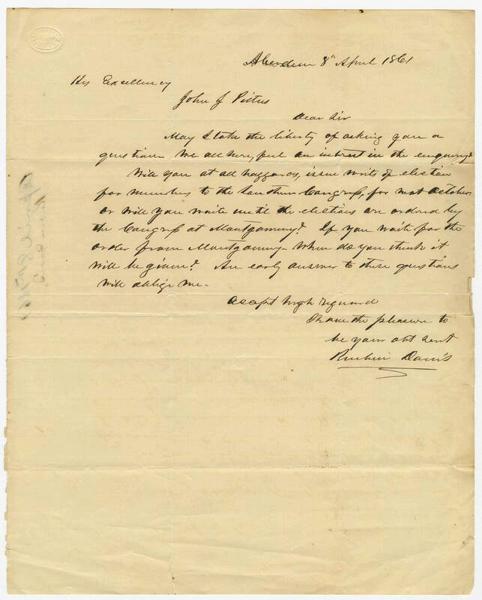 Aberdeen 8th April 1861
His Excellency
John J Pettus
Dear Sir
May I take the liberty of asking you a
question We all here, feel an interest in the enquiry?
Will you at all hazzards, issue writs of election
for members to the Southern Congress, for next October
or will you wait until the elections are ordered by
the Congress at Montgomery? If you wait for the
order from Montgomery when do you think it
will be given? An early answer to these questions
will oblige me.
Accept high reguard
I have the pleasure to
be your obt Servt
Reuben Davis